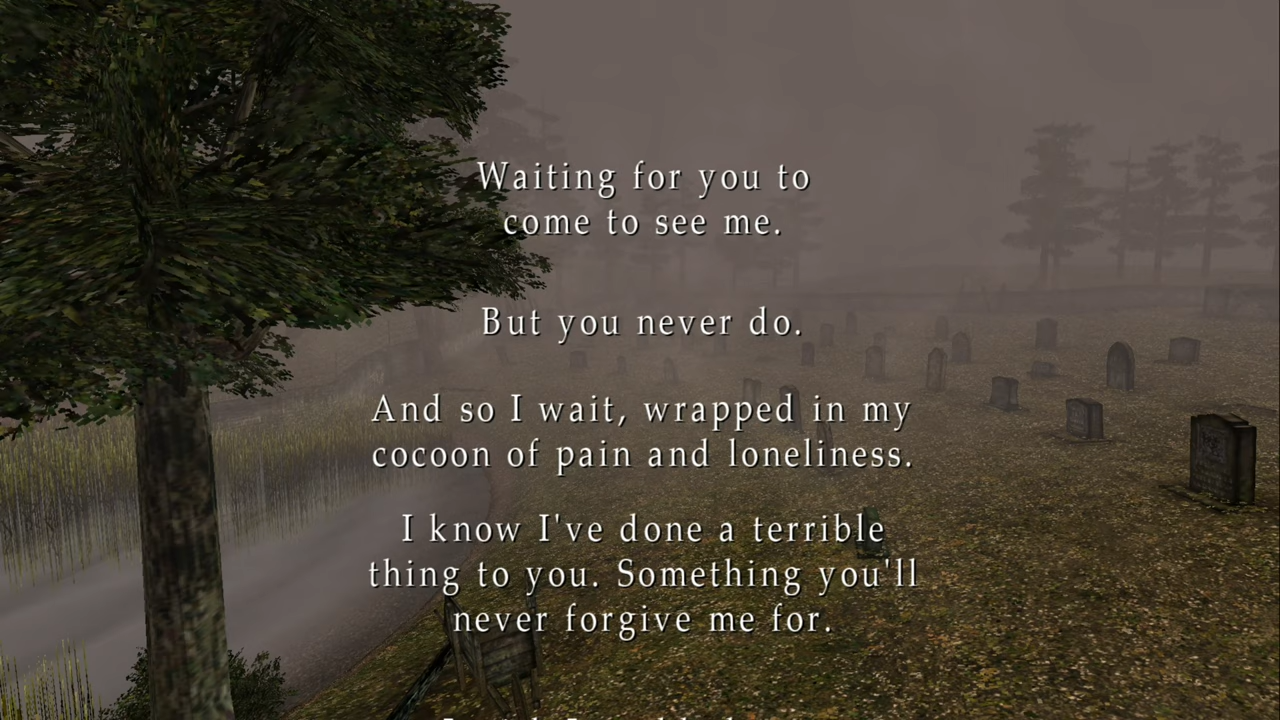 Waiting for you to
come to see me.
But you never do.
And so I wait, wrapped in my
cocoon of pain and loneliness.
I know I've done a terrible
thing to you. Something you'll
never forgive me for.